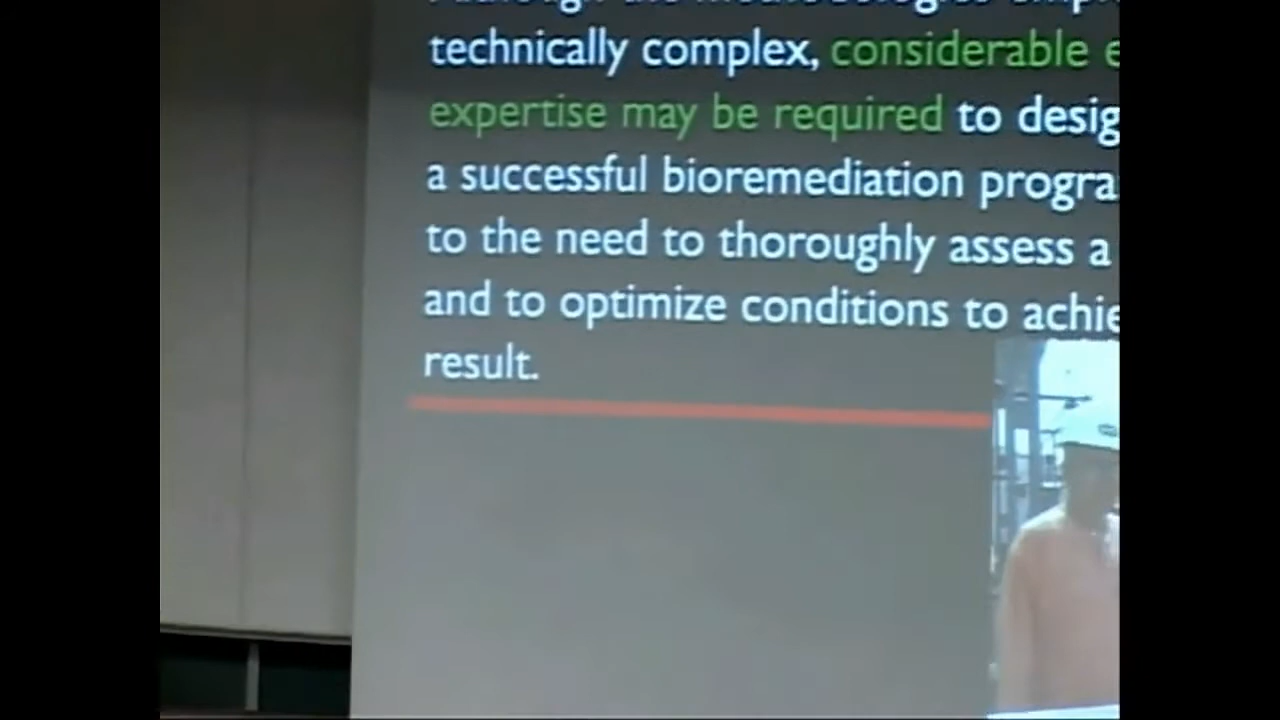 technically complex, considerable e
expertise may be required to desig
a successful bioremediation progra
to the need to thoroughly assess a
and to optimize conditions to achie
result.